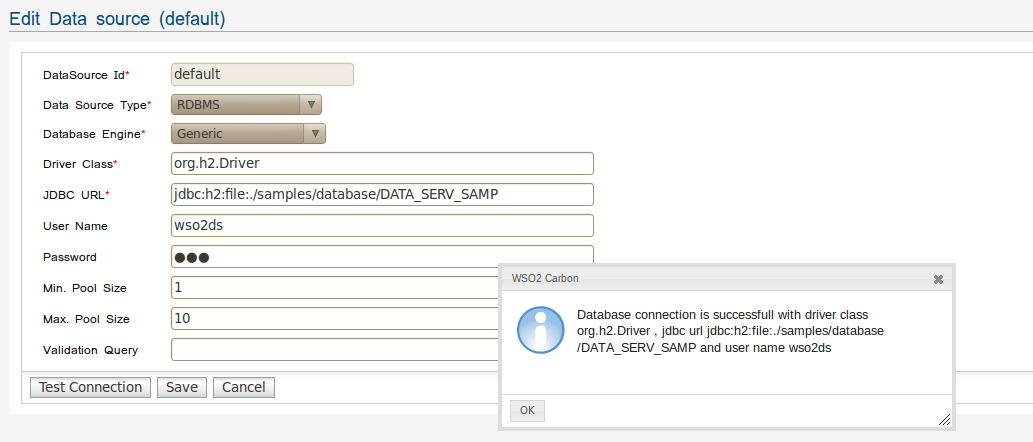 Edit Data source (default)
DataSource Id* default
Data Source Type* RDBMS
Database Engine* Generic
Driver Class* org.h2.Driver
JDBC URL* jdbc:h2:file:./samples/database/DATA_SERV_SAMP
User Name wso2ds
Password ●●●
Min. Pool Size 1
Max. Pool Size 10
Validation Query
Test Connection Save Cancel
WSO2 Carbon
Database connection is successfull with driver class
org.h2.Driver , jdbc url jdbc:h2:file:./samples/database
/DATA_SERV_SAMP and user name wso2ds
OK